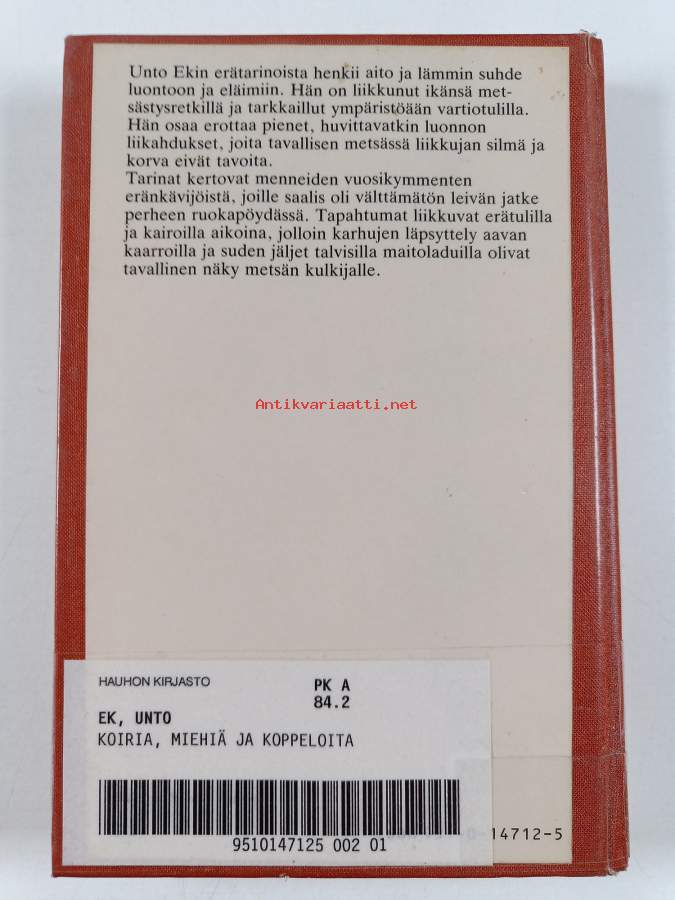 Unto Ekin erätarinoista henkii aito ja lämmin suhde
luontoon ja eläimiin. Hän on liikkunut ikänsä met-
sästysretkillä ja tarkkaillut ympäristöään vartiotulilla.
Hän osaa erottaa pienet, huvittavatkin luonnon
liikahdukset, joita tavallisen metsässä liikkujan silmä ja
korva eivät tavoita.
Tarinat kertovat menneiden vuosikymmenten
eränkävijöistä, joille saalis oli välttämätön leivän jatke
perheen ruokapöydässä. Tapahtumat liikkuvat erätulilla
ja kairoilla aikoina, jolloin karhujen läpsyttely aavan
kaarroilla ja suden jäljet talvisilla maitoladuilla olivat
tavallinen näky metsän kulkijalle.
Antikvariaatti.net
HAUHON KIRJASTO PK A
84.2
EK, UNTO
KOIRIA, MIEHIÄ JA KOPPELOITA
-14712-5
9510147125 002 01